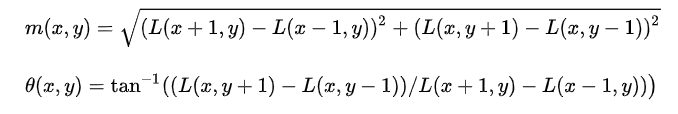 m(x, y) = √(L(x + 1, y) − L(x − 1, y))² + (L(x, y + 1) − L(x, y − 1))²
θ(x, y) = tan⁻¹((L(x, y + 1) − L(x, y − 1))/L(x + 1, y) − L(x − 1, y)))